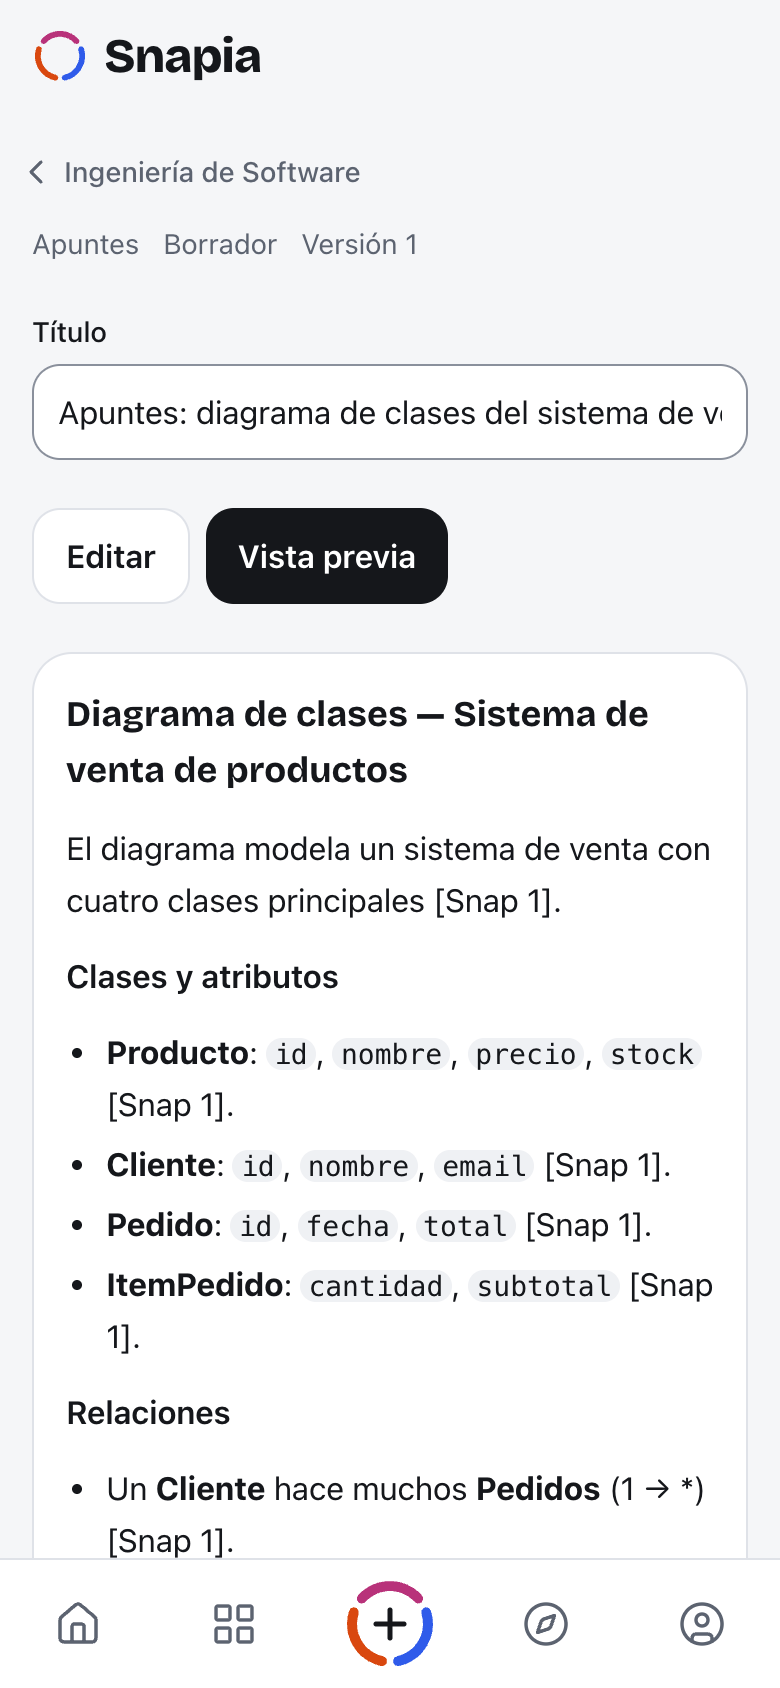 Snapia
Ingeniería de Software
Apuntes Borrador Versión 1
Título
Apuntes: diagrama de clases del sistema de
Editar Vista previa
Diagrama de clases — Sistema de
venta de productos
El diagrama modela un sistema de venta con
cuatro clases principales [Snap 1].
Clases y atributos
• Producto: id, nombre, precio, stock
[Snap 1].
• Cliente: id, nombre, email [Snap 1].
• Pedido: id, fecha, total [Snap 1].
• ItemPedido: cantidad, subtotal [Snap
1].
Relaciones
• Un Cliente hace muchos Pedidos (1 → *)
[Snap 1].